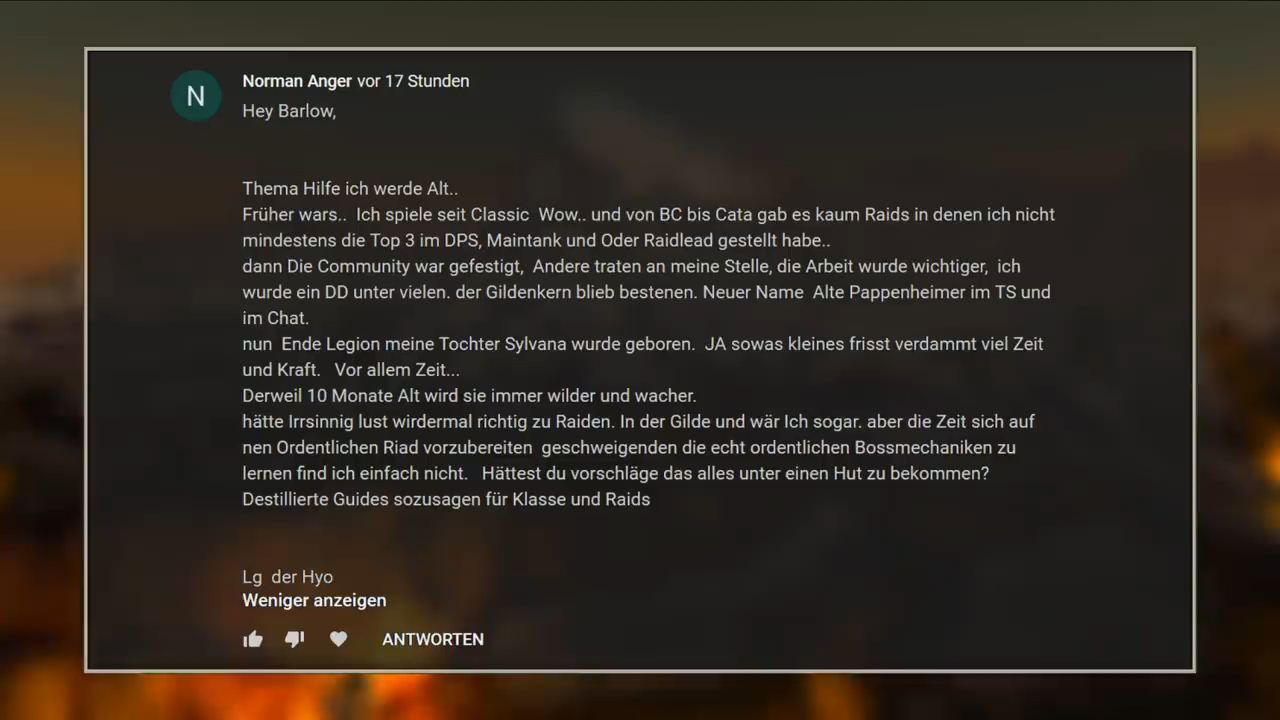 N
Norman Anger vor 17 Stunden
Hey Barlow,
Thema Hilfe ich werde Alt..
Früher wars..  Ich spiele seit Classic  Wow.. und von BC bis Cata gab es kaum Raids in denen ich nicht
mindestens die Top 3 im DPS, Maintank und Oder Raidlead gestellt habe..
dann Die Community war gefestigt,  Andere traten an meine Stelle, die Arbeit wurde wichtiger,  ich
wurde ein DD unter vielen. der Gildenkern blieb bestenen. Neuer Name  Alte Pappenheimer im TS und
im Chat.
nun  Ende Legion meine Tochter Sylvana wurde geboren.  JA sowas kleines frisst verdammt viel Zeit
und Kraft.   Vor allem Zeit...
Derweil 10 Monate Alt wird sie immer wilder und wacher.
hätte Irrsinnig lust wirdermal richtig zu Raiden. In der Gilde und wär Ich sogar. aber die Zeit sich auf
nen Ordentlichen Riad vorzubereiten  geschweigenden die echt ordentlichen Bossmechaniken zu
lernen find ich einfach nicht.   Hättest du vorschläge das alles unter einen Hut zu bekommen?
Destillierte Guides sozusagen für Klasse und Raids
Lg  der Hyo
Weniger anzeigen
ANTWORTEN